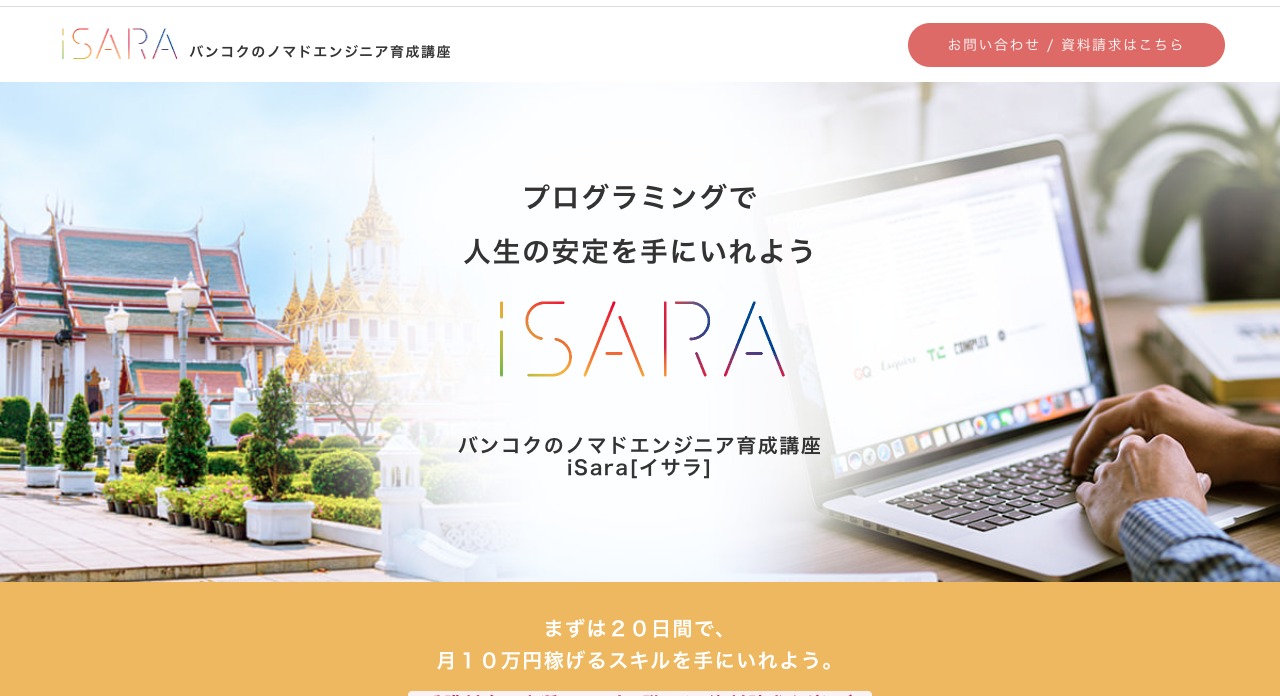 iSARA バンコクのノマドエンジニア育成講座
お問い合わせ / 資料請求はこちら
プログラミングで
人生の安定を手にいれよう
iSARA
バンコクのノマドエンジニア育成講座
iSara[イサラ]
COMPLEX
まずは２０日間で、
月１０万円稼げるスキルを手にいれよう。